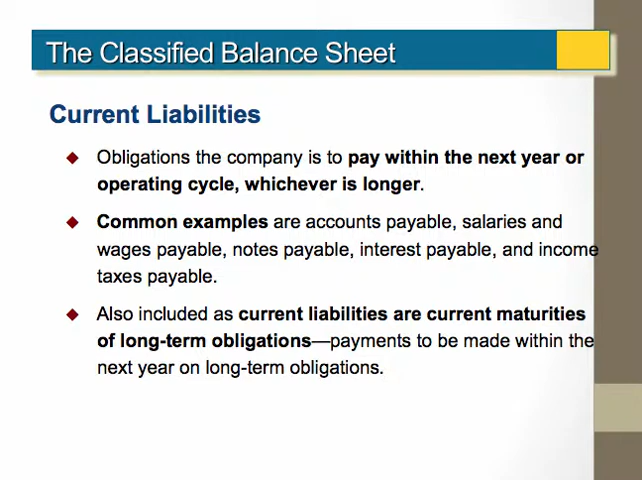 The Classified Balance Sheet
Current Liabilities
Obligations the company is to pay within the next year or
operating cycle, whichever is longer.
Common examples are accounts payable, salaries and
wages payable, notes payable, interest payable, and income
taxes payable.
Also included as current liabilities are current maturities
of long-term obligations—payments to be made within the
next year on long-term obligations.